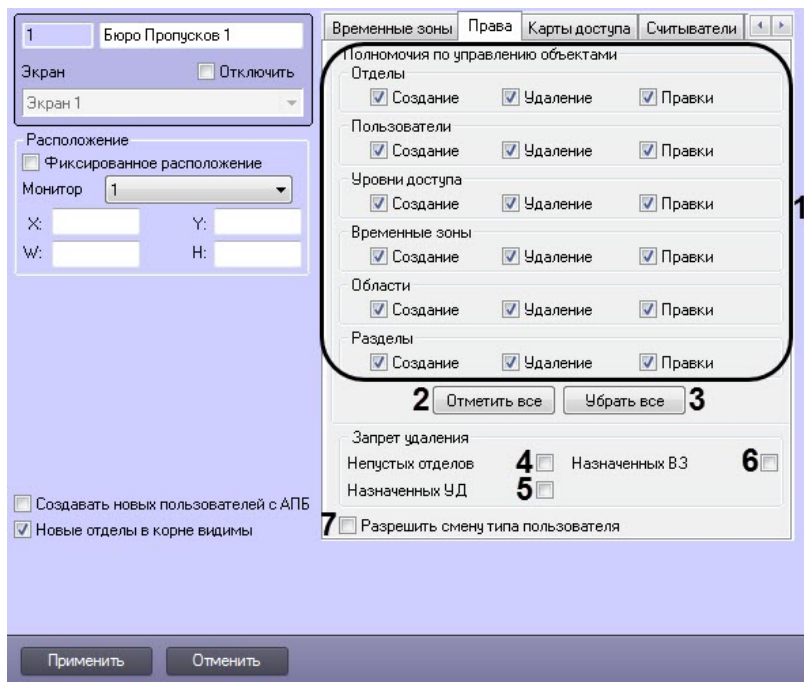 1 Бюро Пропусков 1
Экран Отключить
Экран 1
Расположение
Фиксированное расположение
Монитор 1
X: Y:
W: H:
Создавать новых пользователей с АПБ
Новые отделы в корне видимы
Временные зоны Права Карты доступа Считыватели
Полномочия по управлению объектами
Отделы
Создание Удаление Правки
Пользователи
Создание Удаление Правки
Уровни доступа
Создание Удаление Правки
Временные зоны
Создание Удаление Правки
Области
Создание Удаление Правки
Разделы
Создание Удаление Правки
1
2 Отметить все Убрать все 3
Запрет удаления
Непустых отделов 4 Назначенных ВЗ 6
Назначенных УД 5
7 Разрешить смену типа пользователя
Применить Отменить